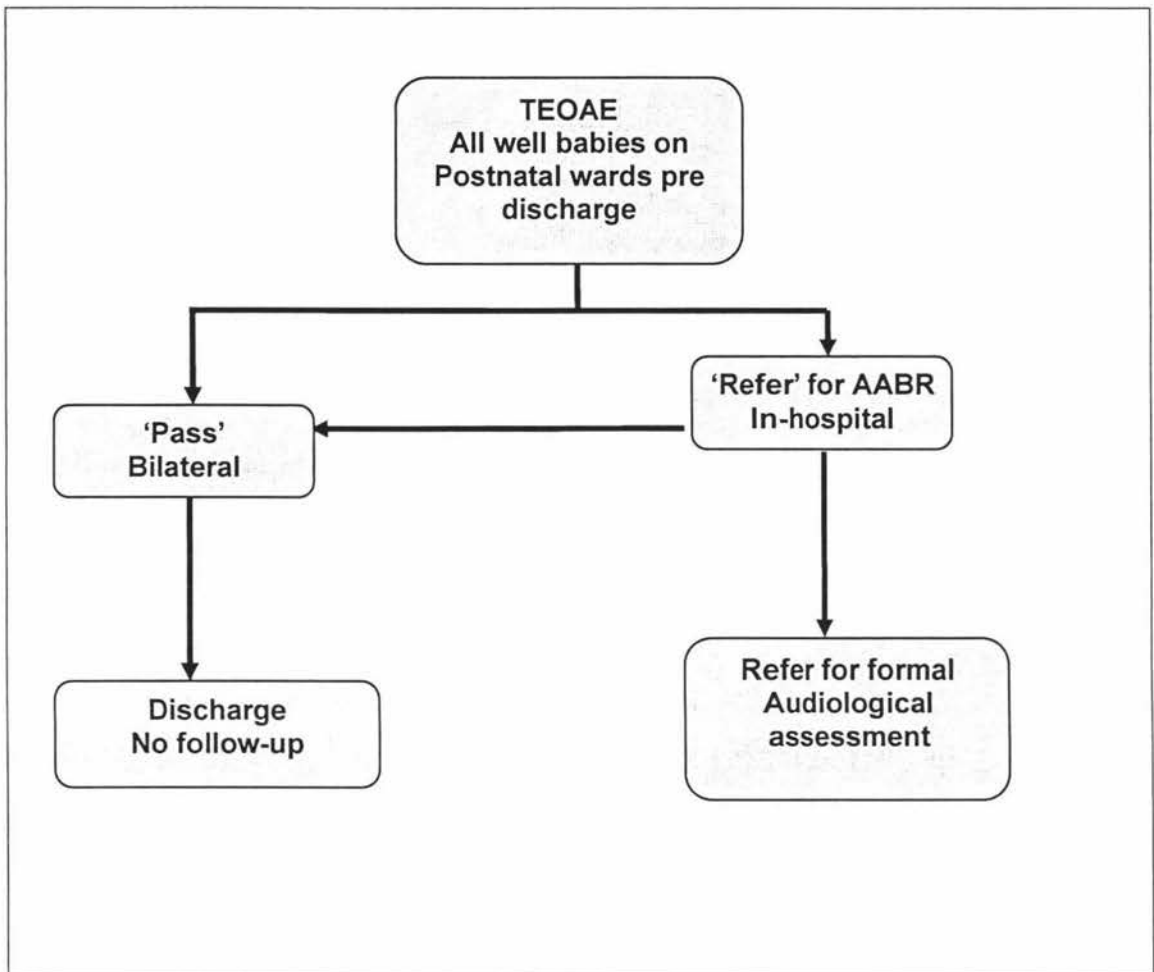 TEOAE
All well babies on
Postnatal wards pre
discharge
‘Refer’ for AABR
In-hospital
‘Pass’
Bilateral
Discharge
No follow-up
Refer for formal
Audiological
assessment